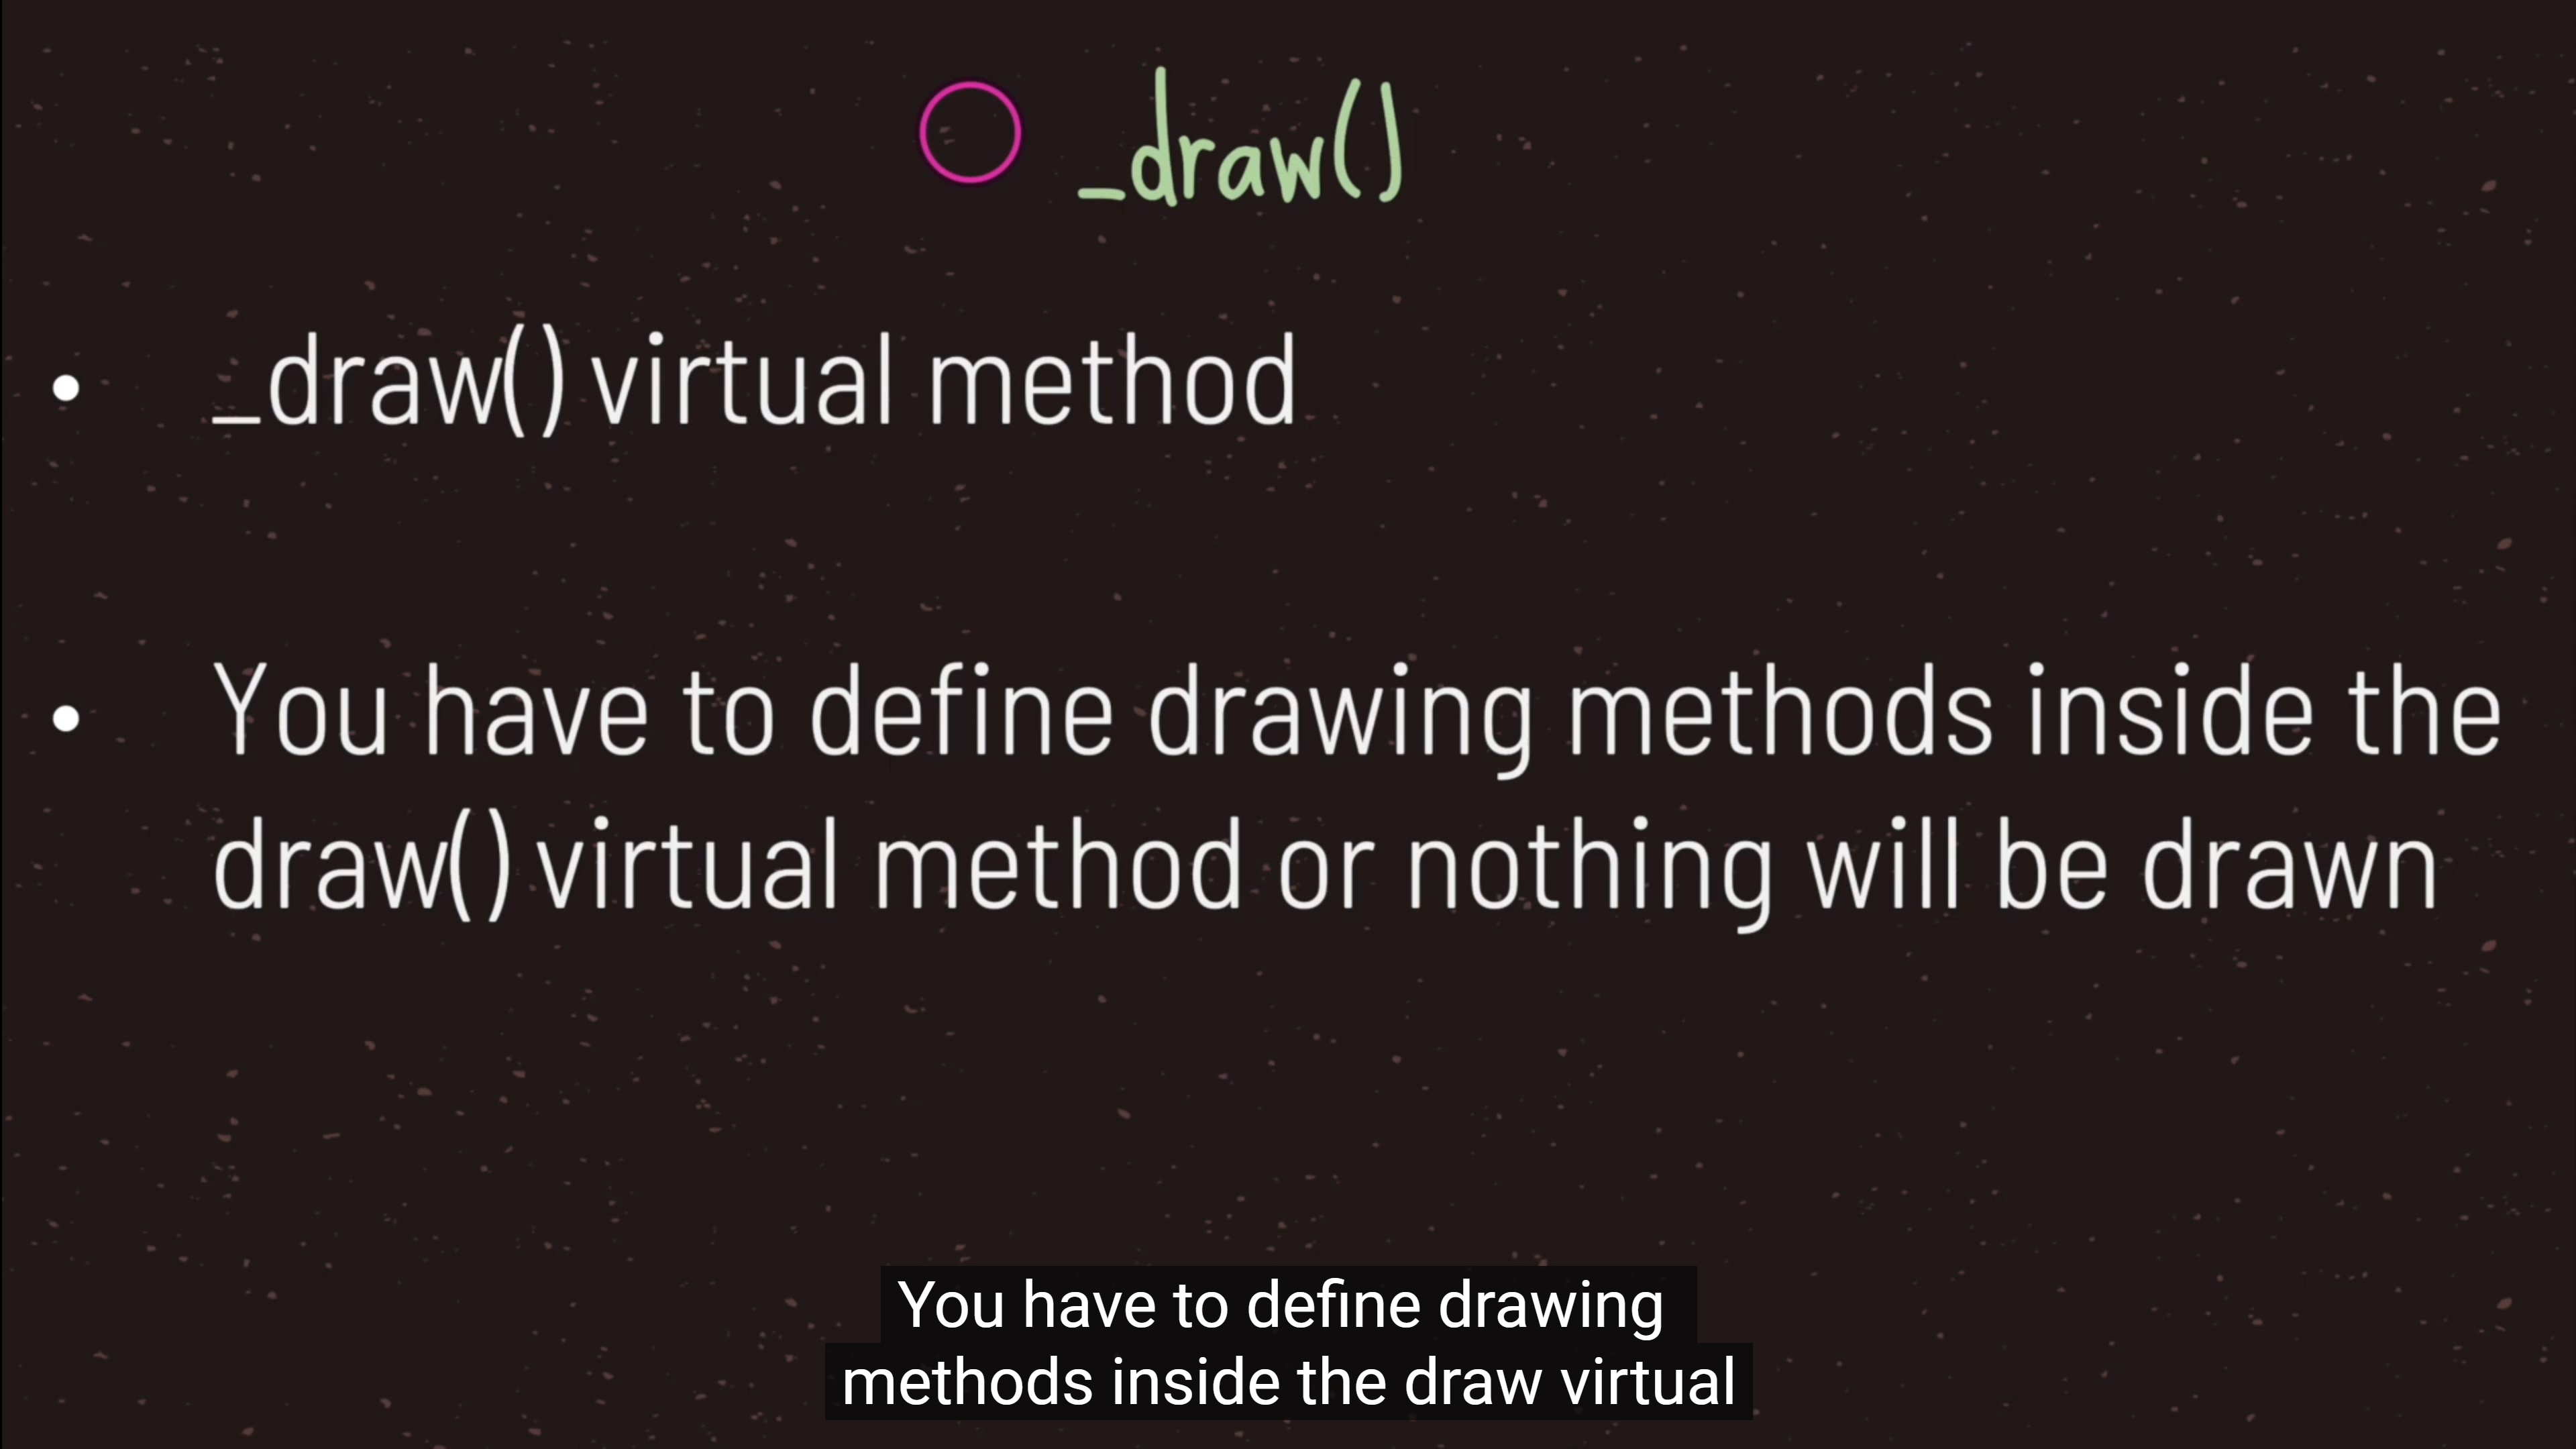 _draw()
• _draw() virtual method
• You have to define drawing methods inside the
draw() virtual method or nothing will be drawn
You have to define drawing
methods inside the draw virtual